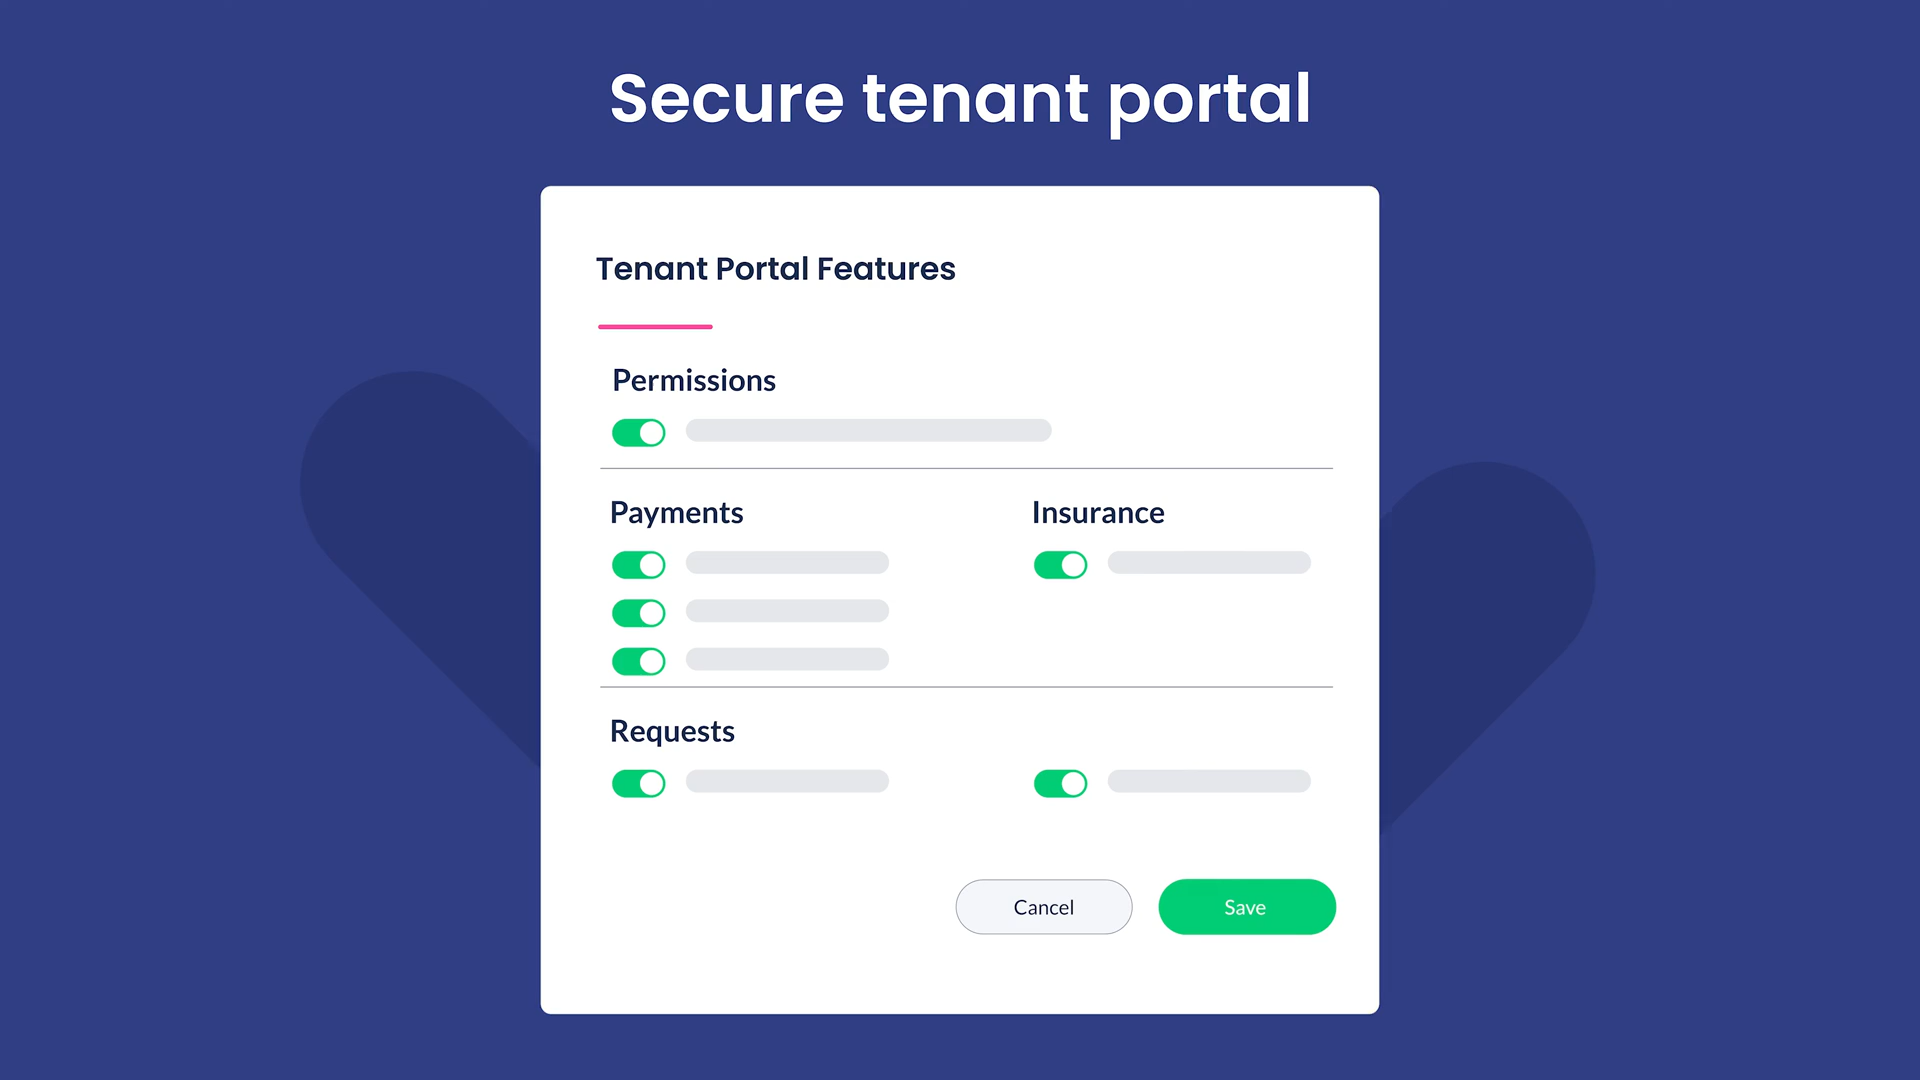 Secure tenant portal
Tenant Portal Features
Permissions
Payments
Insurance
Requests
Cancel
Save